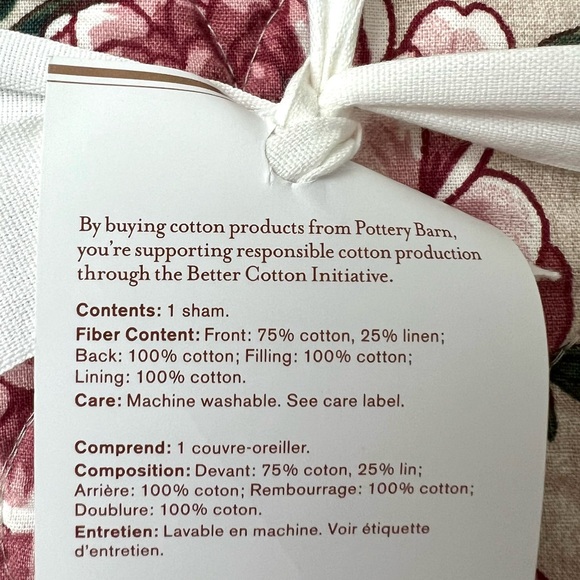 By buying cotton products from Pottery Barn,
you're supporting responsible cotton production
through the Better Cotton Initiative.
Contents: 1 sham.
Fiber Content: Front: 75% cotton, 25% linen;
Back: 100% cotton; Filling: 100% cotton;
Lining: 100% cotton.
Care: Machine washable. See care label.
Comprend: 1 couvre-oreiller.
Composition: Devant: 75% coton, 25% lin;
Arrière: 100% coton; Rembourrage: 100% cotton;
Doublure: 100% coton.
Entretien: Lavable en machine. Voir étiquette
d'entretien.